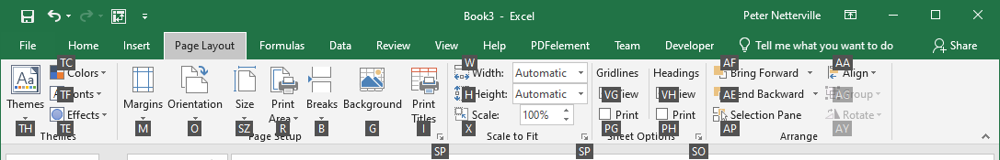 Book3 - Excel
Peter Netterville
File Home Insert Page Layout Formulas Data Review View Help PDFelement Team Developer Tell me what you want to do Share
TC W AF AA
Colors Width: Automatic Gridlines Headings Bring Forward Align
TF Fonts H Height: Automatic VG View VH View AE Send Backward AG Group
Themes Effects Margins Orientation Size Print Area Breaks Background Print Titles Scale: 100% Print Print Selection Pane Rotate
TH TE M O SZ R B G I X PG PH AP AY
Themes Page Setup Scale to Fit Sheet Options Arrange
SP SP SO